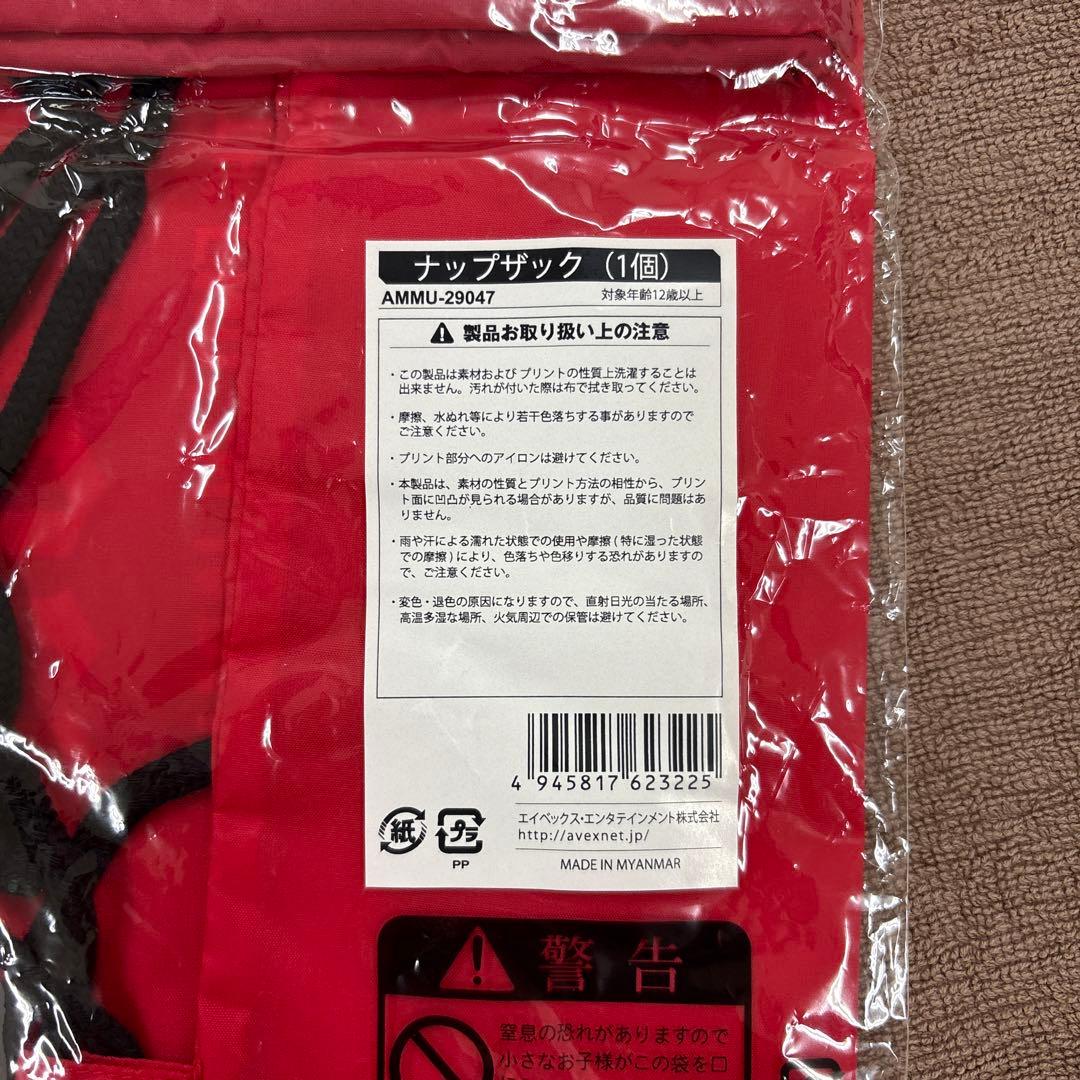 ナップザック（1個）
AMMU-29047 対象年齢12歳以上
製品お取り扱い上の注意
・この製品は素材および プリントの性質上洗濯することは
出来ません。汚れが付いた際は布で拭き取ってください。
・摩擦、水ぬれ等により若干色落ちする事がありますので
ご注意ください。
・プリント部分へのアイロンは避けてください。
・本製品は、素材の性質とプリント方法の相性から、プリン
ト面に凹凸が見られる場合がありますが、品質に問題はあ
りません。
・雨や汗による濡れた状態での使用や摩擦 ( 特に湿った状態
での摩擦 ) により、色落ちや色移りする恐れがありますの
で、ご注意ください。
・変色・退色の原因になりますので、直射日光の当たる場所、
高温多湿な場所、火気周辺での保管は避けてください。
4 945817 623225
紙 プラ
PP
エイベックス・エンタテインメント株式会社
http://avexnet.jp/
MADE IN MYANMAR
警告
窒息の恐れがありますので
小さなお子様がこの袋を口